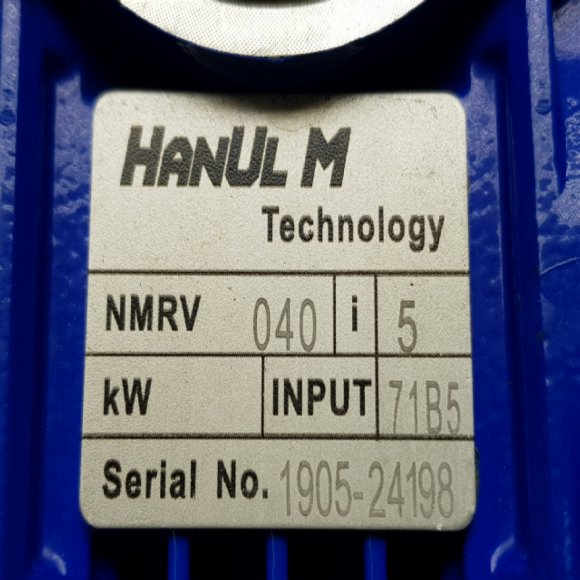 HANUL M
Technology
NMRV 040 i 5
kW INPUT 71B5
Serial No. 1905-24198